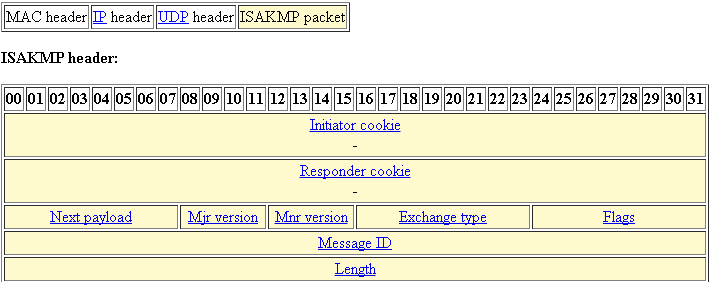 MAC header IP header UDP header ISAKMP packet
ISAKMP header:
00 01 02 03 04 05 06 07 08 09 10 11 12 13 14 15 16 17 18 19 20 21 22 23 24 25 26 27 28 29 30 31
Initiator cookie
-
Responder cookie
-
Next payload Mjr version Mnr version Exchange type Flags
Message ID
Length